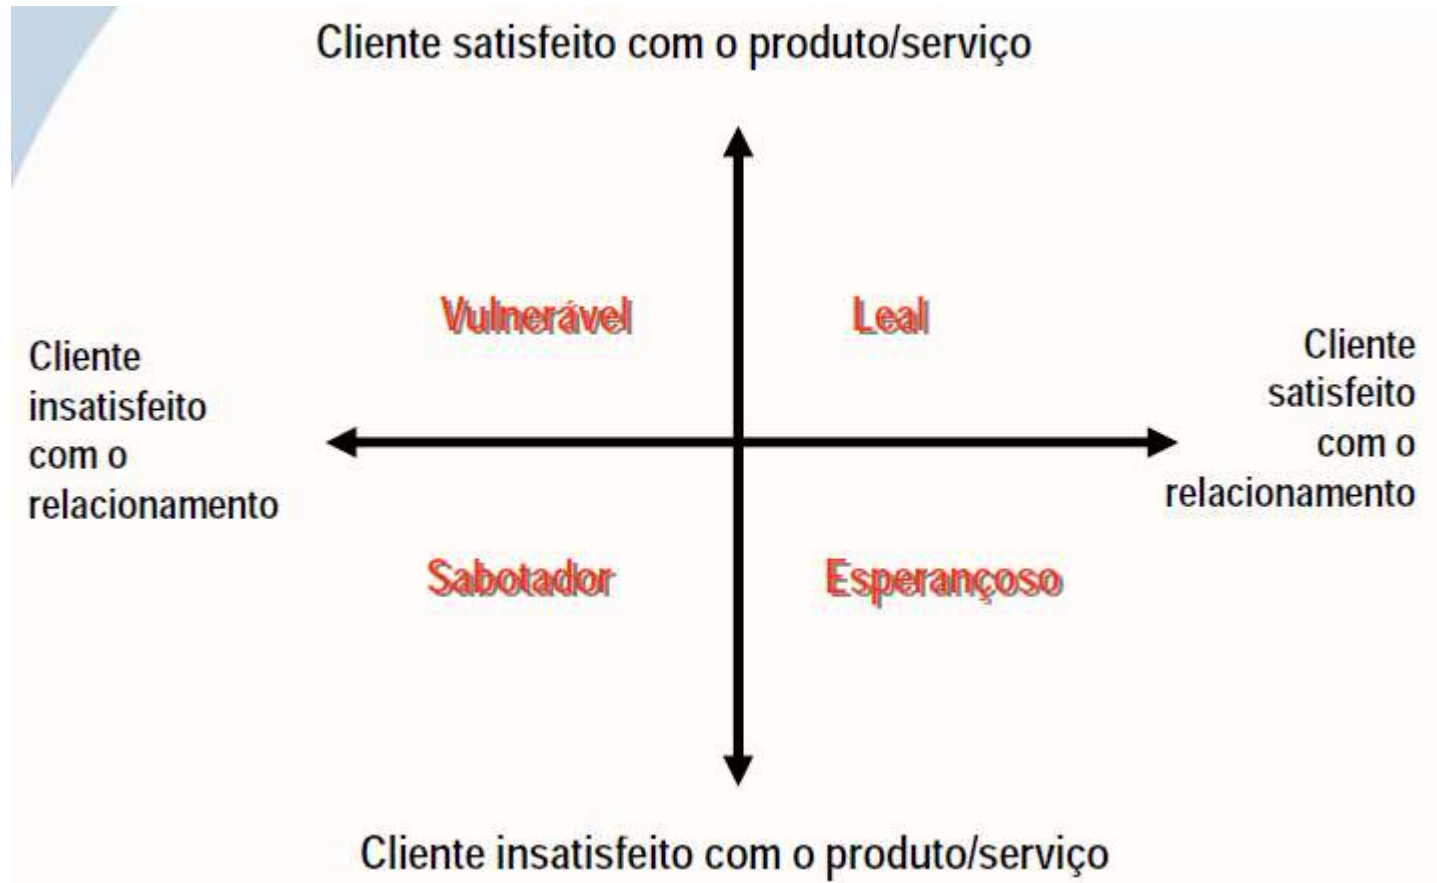 Cliente satisfeito com o produto/serviço
Vulnerável
Leal
Cliente
insatisfeito
com o
relacionamento
Cliente
satisfeito
com o
relacionamento
Sabotador
Esperançoso
Cliente insatisfeito com o produto/serviço